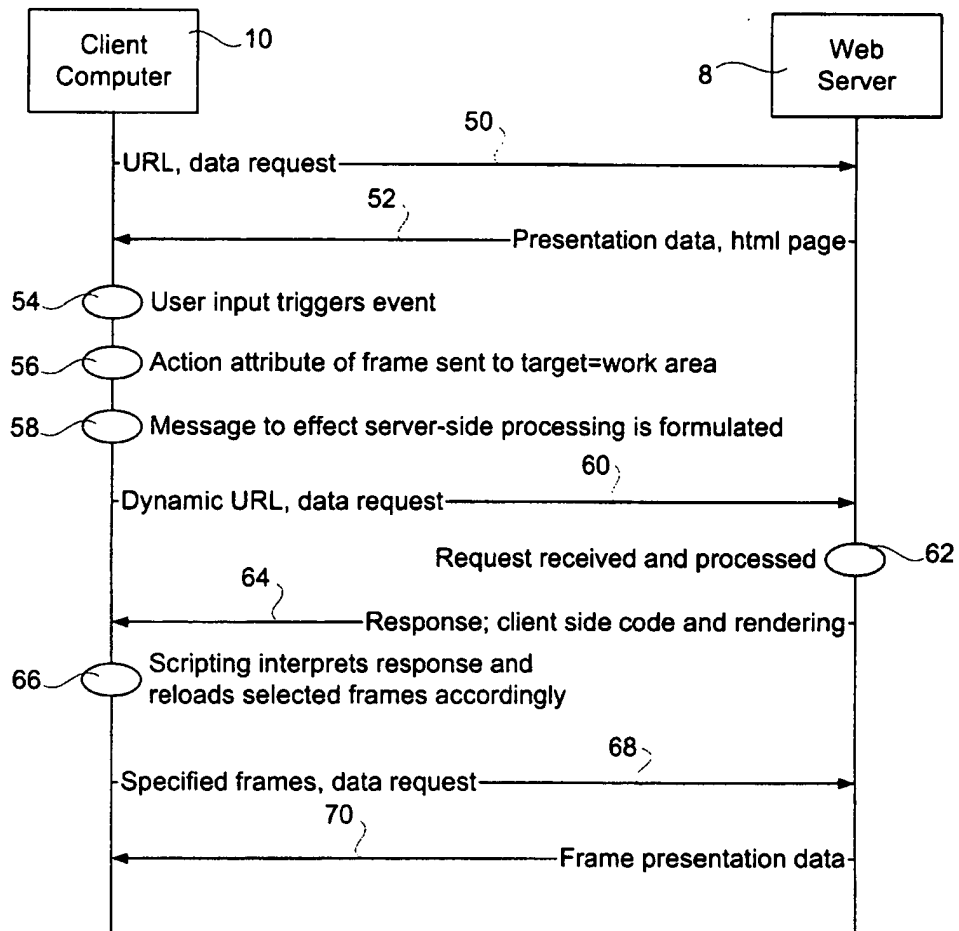 Client
Computer
10
8
Web
Server
50
URL, data request
52
Presentation data, html page
54
User input triggers event
56
Action attribute of frame sent to target=work area
58
Message to effect server-side processing is formulated
60
Dynamic URL, data request
Request received and processed
62
64
Response; client side code and rendering
66
Scripting interprets response and
reloads selected frames accordingly
68
Specified frames, data request
70
Frame presentation data